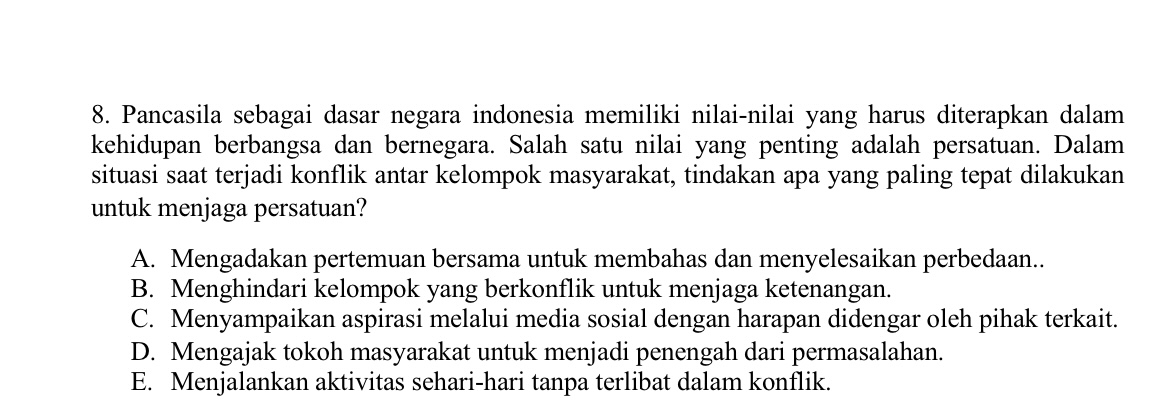 8. Pancasila sebagai dasar negara indonesia memiliki nilai-nilai yang harus diterapkan dalam
kehidupan berbangsa dan bernegara. Salah satu nilai yang penting adalah persatuan. Dalam
situasi saat terjadi konflik antar kelompok masyarakat, tindakan apa yang paling tepat dilakukan
untuk menjaga persatuan?
A. Mengadakan pertemuan bersama untuk membahas dan menyelesaikan perbedaan..
B. Menghindari kelompok yang berkonflik untuk menjaga ketenangan.
C. Menyampaikan aspirasi melalui media sosial dengan harapan didengar oleh pihak terkait.
D. Mengajak tokoh masyarakat untuk menjadi penengah dari permasalahan.
E. Menjalankan aktivitas sehari-hari tanpa terlibat dalam konflik.